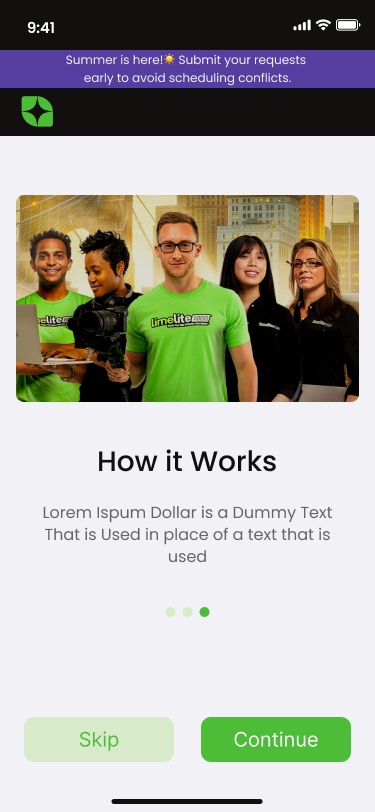 9:41
Summer is here!☀️ Submit your requests
early to avoid scheduling conflicts.
limelite
limelite
How it Works
Lorem Ispum Dollar is a Dummy Text
That is Used in place of a text that is
used
Skip
Continue